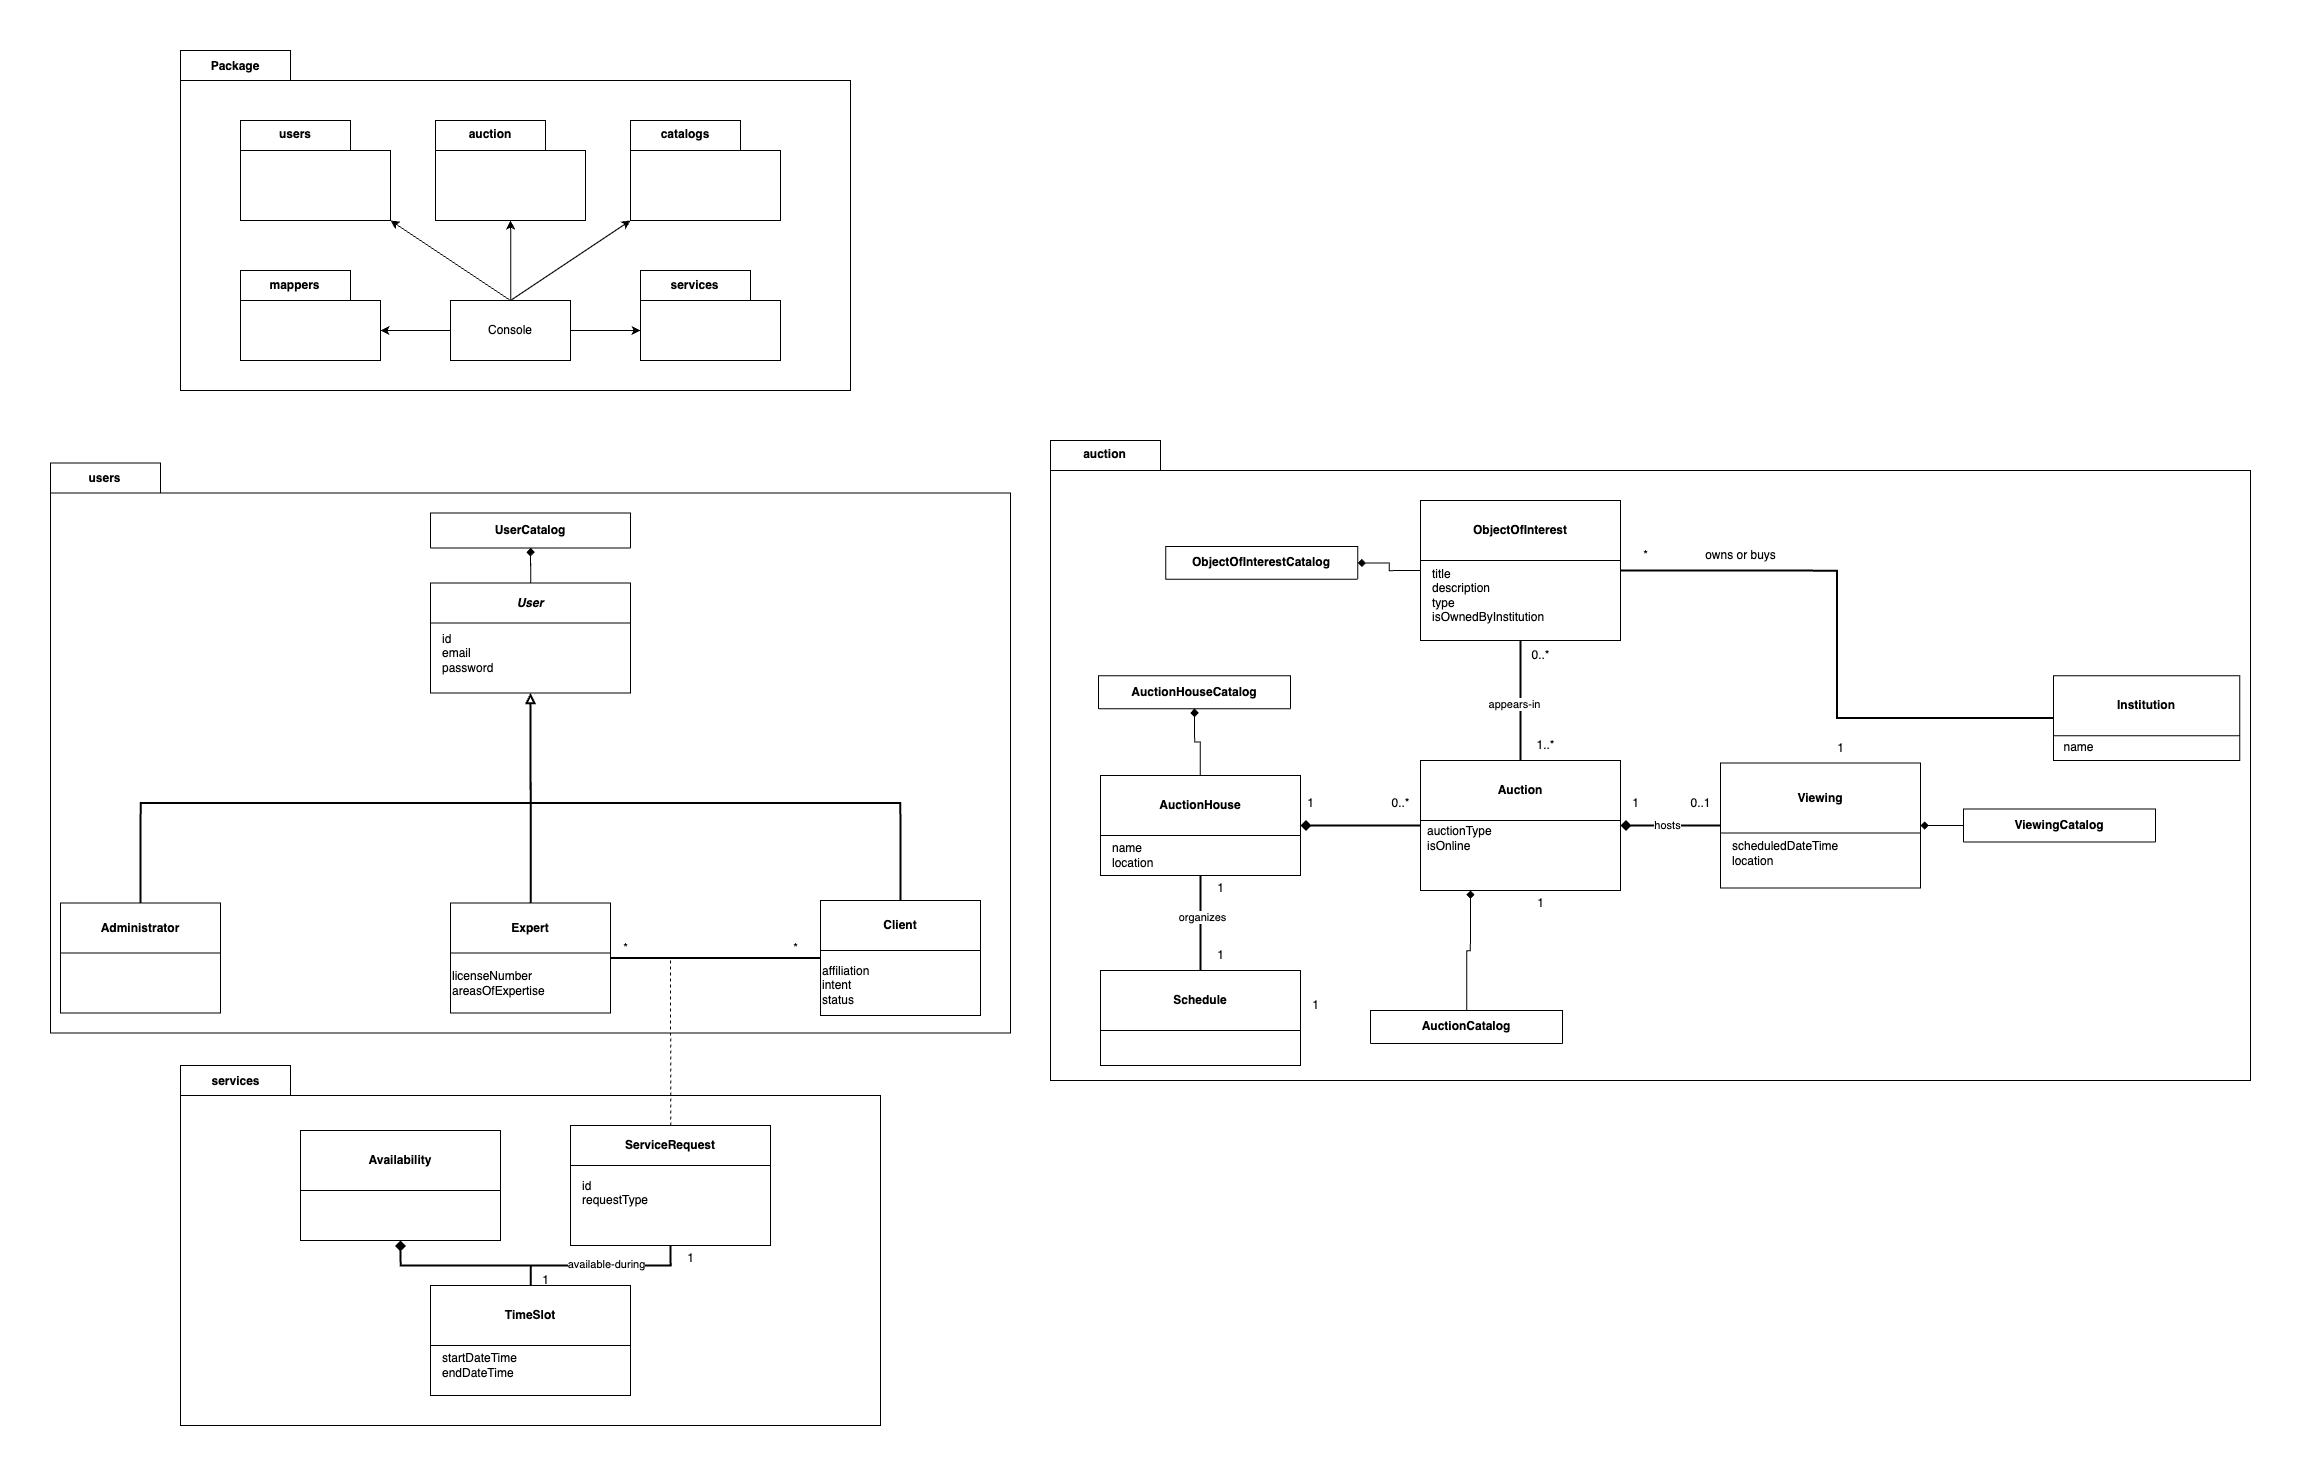 Package
users
auction
catalogs
mappers
Console
services
users
UserCatalog
User
id
email
password
Administrator
Expert
licenseNumber
areasOfExpertise
*
*
Client
affiliation
intent
status
services
Availability
ServiceRequest
id
requestType
1
available-during
1
TimeSlot
startDateTime
endDateTime
auction
ObjectOfInterest
title
description
type
isOwnedByInstitution
ObjectOfInterestCatalog
*
owns or buys
0..*
appears-in
1..*
Institution
name
1
AuctionHouseCatalog
AuctionHouse
name
location
1
0..*
Auction
auctionType
isOnline
1
0..1
hosts
Viewing
scheduledDateTime
location
ViewingCatalog
1
organizes
1
1
Schedule
1
AuctionCatalog